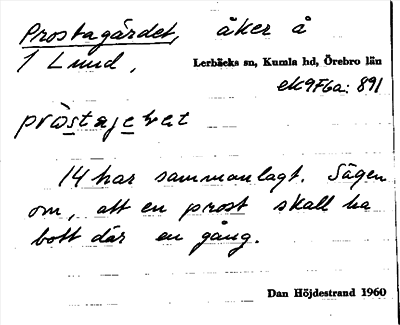 Prostagärdet, åker å
1 Lund,
Lerbäcks sn, Kumla hd, Örebro län
ek9F6a: 891
14 har sammanlagt. Sägen
om, att en prost skall ha
bott där en gång.
Dan Höjdestrand 1960